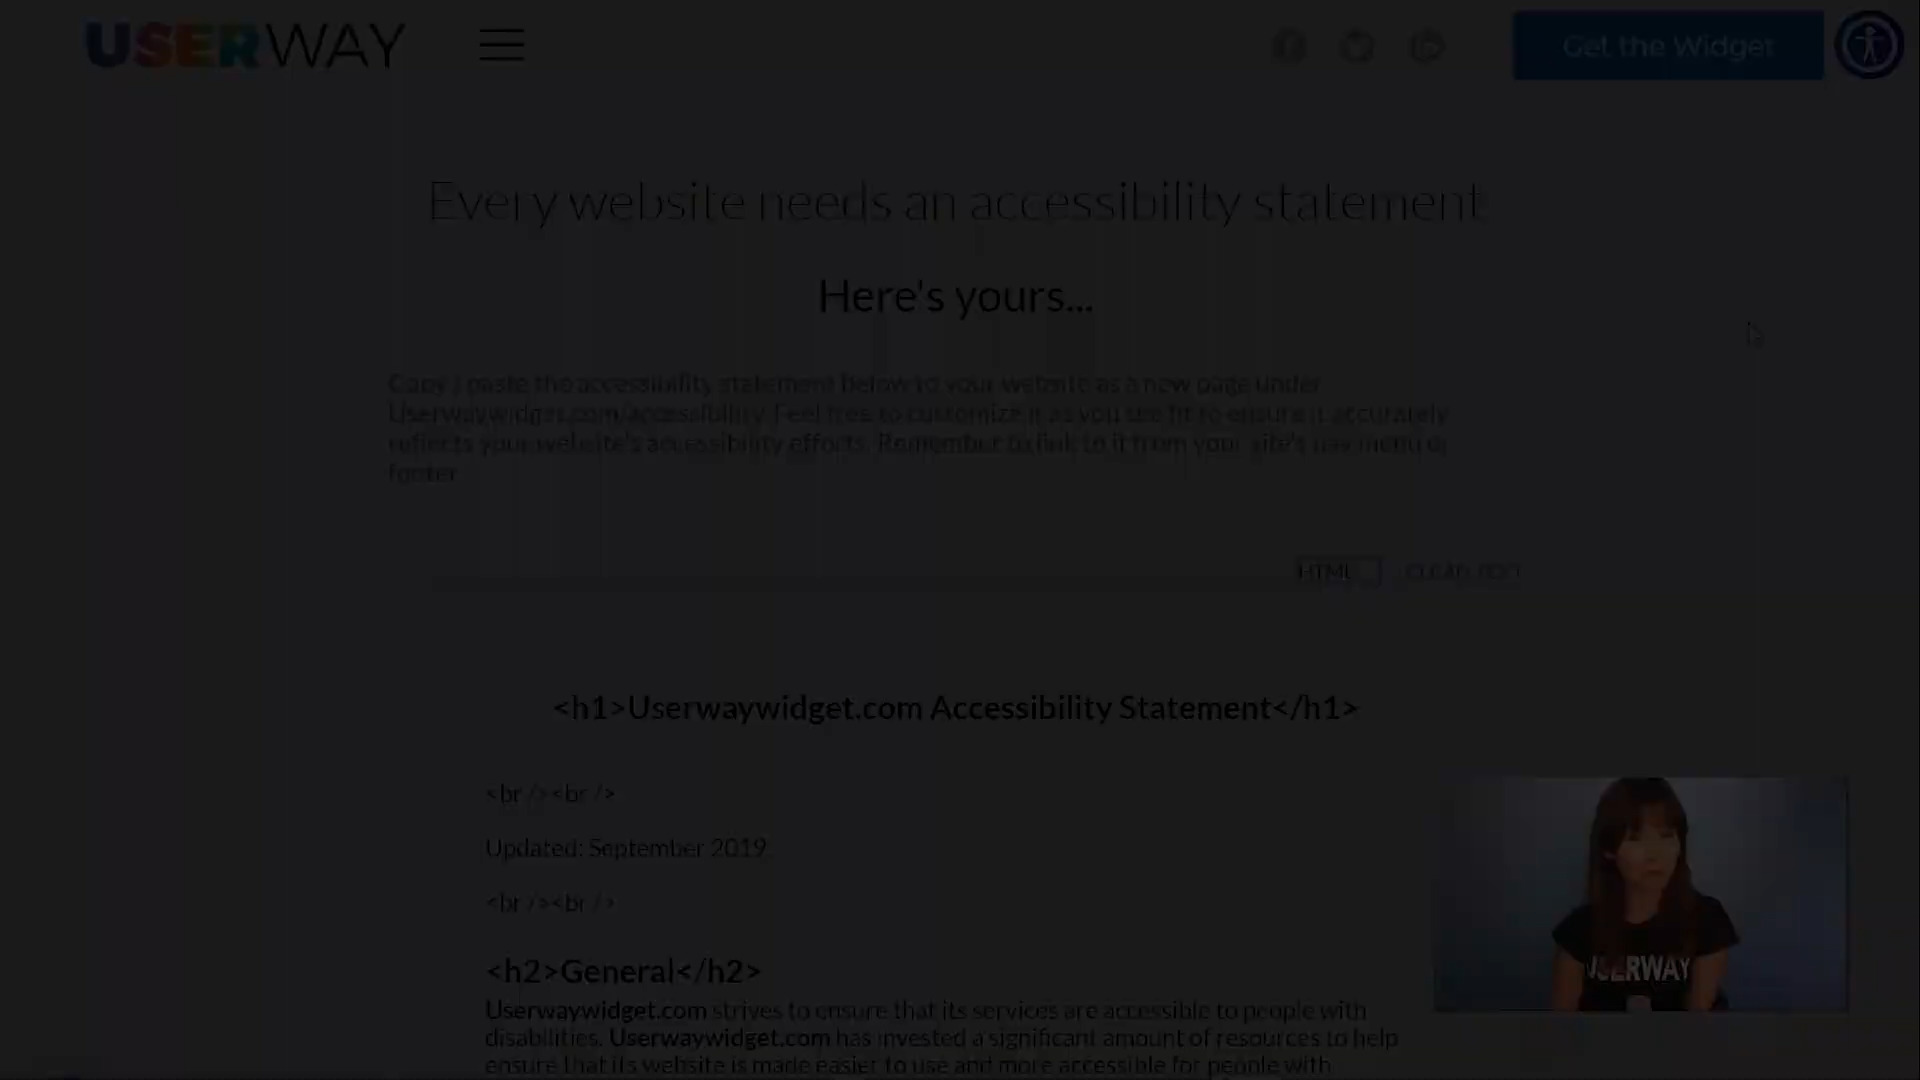 USERWAY
Get the Widget
Every website needs an accessibility statement
Here's yours...
Copy / paste the accessibility statement below to your website as a new page under
Userwaywidget.com/accessibility. Feel free to customize it as you see fit to ensure it accurately
reflects your website's accessibility efforts. Remember to link to it from your site's nav menu or
footer
HTML
CLEAN TEXT
<h1>Userwaywidget.com Accessibility Statement</h1>
<br /><br />
Updated: September 2019
<br /><br />
<h2>General</h2>
Userwaywidget.com strives to ensure that its services are accessible to people with
disabilities. Userwaywidget.com has invested a significant amount of resources to help
ensure that its website is made easier to use and more accessible for people with
USERWAY